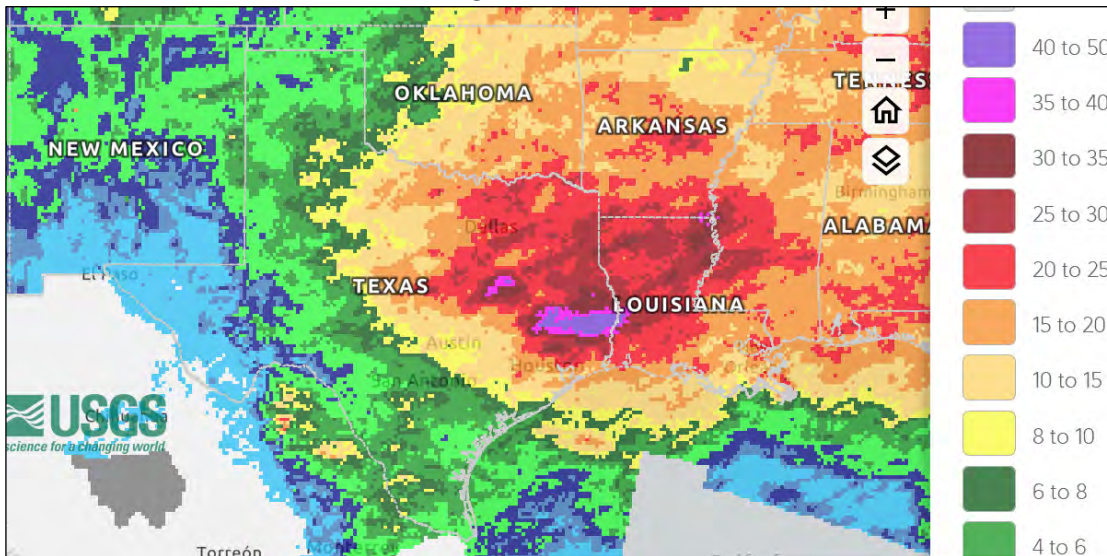 +
−
40 to 50
35 to 40
30 to 35
25 to 30
20 to 25
15 to 20
10 to 15
8 to 10
6 to 8
4 to 6
OKLAHOMA
ARKANSAS
NEW MEXICO
Birmingham
Dallas
ALABAMA
El Paso
TEXAS
LOUISIANA
Austin
Houston
San Antonio
USGS
science for a changing world
Torreón